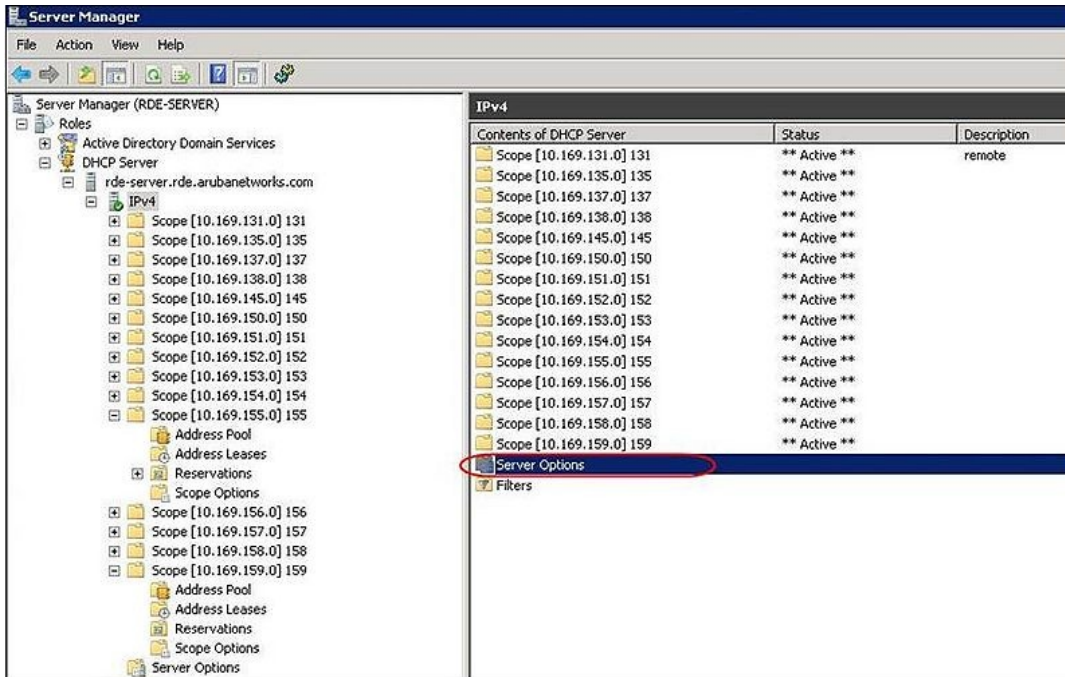 Server Manager
File Action View Help
Server Manager (RDE-SERVER)
Roles
Active Directory Domain Services
DHCP Server
rde-server.rde.arubanetworks.com
IPv4
Scope [10.169.131.0] 131
Scope [10.169.135.0] 135
Scope [10.169.137.0] 137
Scope [10.169.138.0] 138
Scope [10.169.145.0] 145
Scope [10.169.150.0] 150
Scope [10.169.151.0] 151
Scope [10.169.152.0] 152
Scope [10.169.153.0] 153
Scope [10.169.154.0] 154
Scope [10.169.155.0] 155
Address Pool
Address Leases
Reservations
Scope Options
Scope [10.169.156.0] 156
Scope [10.169.157.0] 157
Scope [10.169.158.0] 158
Scope [10.169.159.0] 159
Address Pool
Address Leases
Reservations
Scope Options
Server Options
IPv4
Contents of DHCP Server Status Description
Scope [10.169.131.0] 131 ** Active ** remote
Scope [10.169.135.0] 135 ** Active **
Scope [10.169.137.0] 137 ** Active **
Scope [10.169.138.0] 138 ** Active **
Scope [10.169.145.0] 145 ** Active **
Scope [10.169.150.0] 150 ** Active **
Scope [10.169.151.0] 151 ** Active **
Scope [10.169.152.0] 152 ** Active **
Scope [10.169.153.0] 153 ** Active **
Scope [10.169.154.0] 154 ** Active **
Scope [10.169.155.0] 155 ** Active **
Scope [10.169.156.0] 156 ** Active **
Scope [10.169.157.0] 157 ** Active **
Scope [10.169.158.0] 158 ** Active **
Scope [10.169.159.0] 159 ** Active **
Server Options
Filters